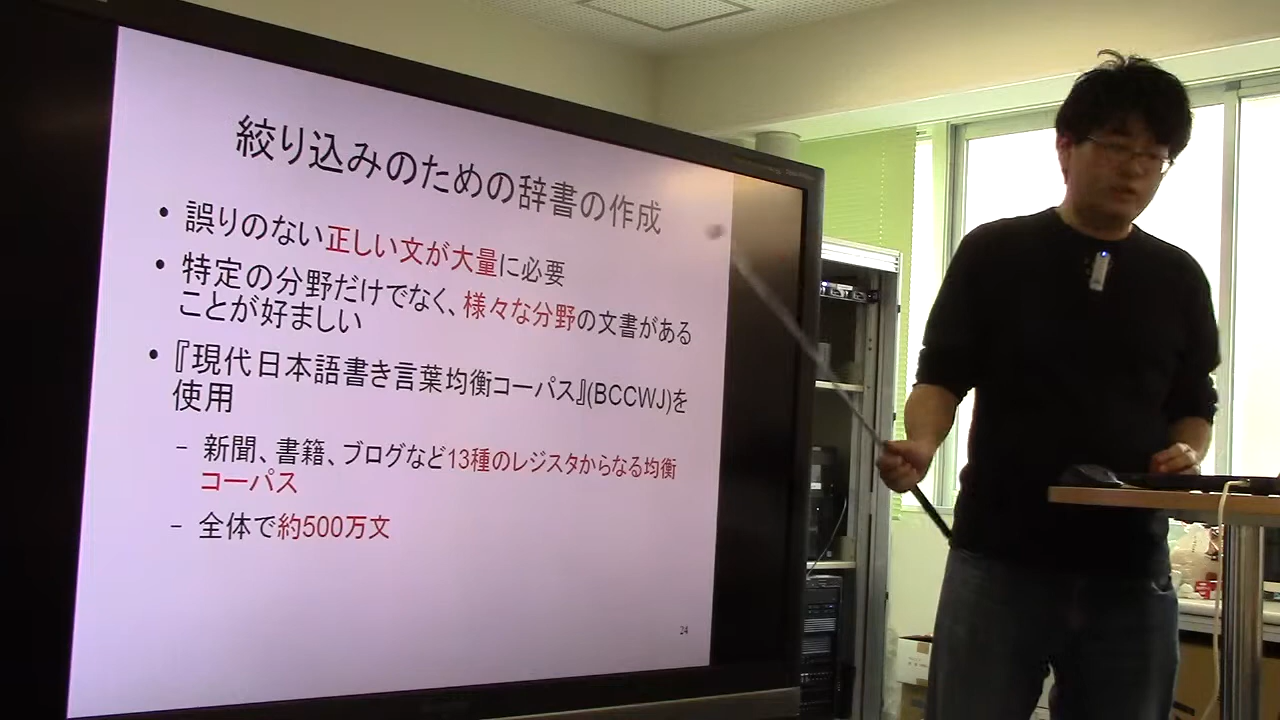 絞り込みのための辞書の作成
• 誤りのない正しい文が大量に必要
• 特定の分野だけでなく、様々な分野の文書がある
ことが好ましい
• 『現代日本語書き言葉均衡コーパス』(BCCWJ)を
使用
– 新聞、書籍、ブログなど13種のレジスタからなる均衡
コーパス
– 全体で約500万文
24